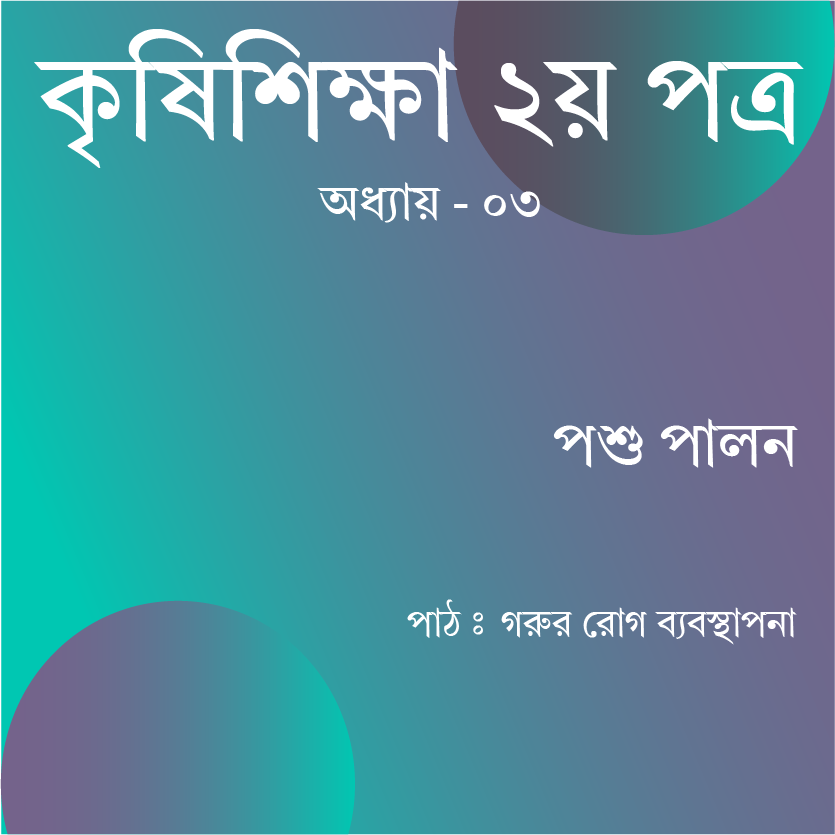 কৃষিশিক্ষা ২য় পত্র
অধ্যায় - ০৩
পশু পালন
পাঠ ঃ গরুর রোগ ব্যবস্থাপনা